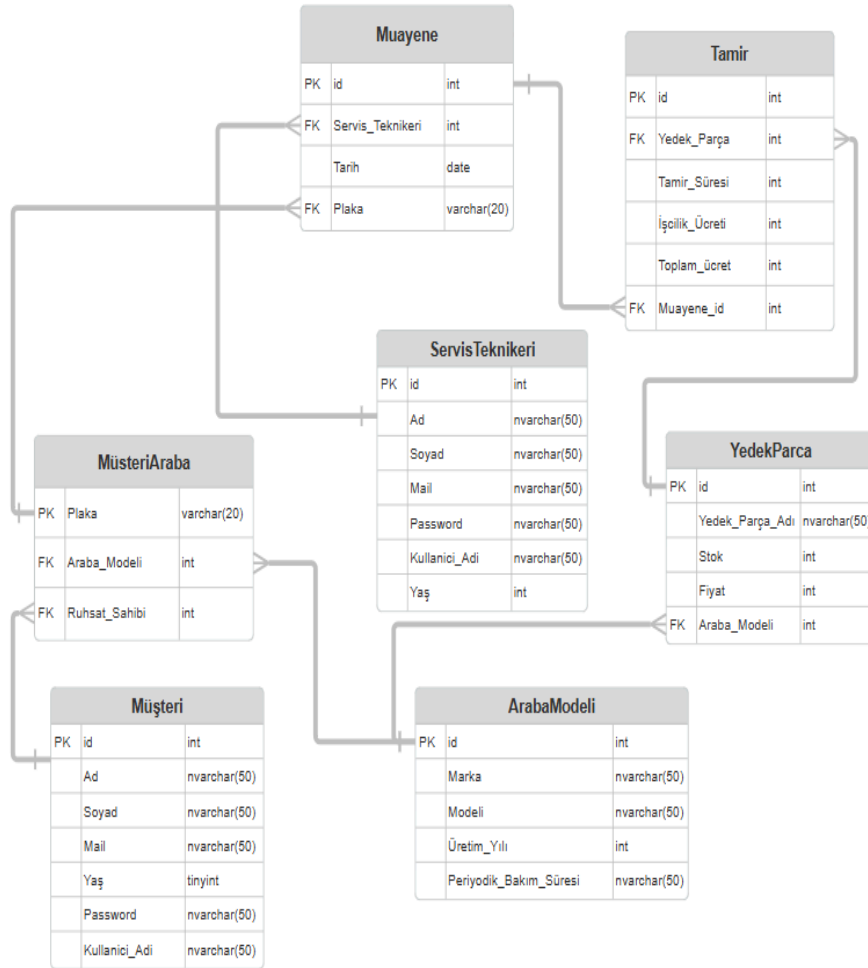 Muayene
PK id int
FK Servis_Teknikeri int
Tarih date
FK Plaka varchar(20)
Tamir
PK id int
FK Yedek_Parça int
Tamir_Süresi int
İşcilik_Ücreti int
Toplam_ücret int
FK Muayene_id int
ServisTeknikeri
PK id int
Ad nvarchar(50)
Soyad nvarchar(50)
Mail nvarchar(50)
Password nvarchar(50)
Kullanici_Adi nvarchar(50)
Yaş int
MüsteriAraba
PK Plaka varchar(20)
FK Araba_Modeli int
FK Ruhsat_Sahibi int
YedekParca
PK id int
Yedek_Parça_Adı nvarchar(50)
Stok int
Fiyat int
FK Araba_Modeli int
Müşteri
PK id int
Ad nvarchar(50)
Soyad nvarchar(50)
Mail nvarchar(50)
Yaş tinyint
Password nvarchar(50)
Kullanici_Adi nvarchar(50)
ArabaModeli
PK id int
Marka nvarchar(50)
Modeli nvarchar(50)
Üretim_Yılı int
Periyodik_Bakım_Süresi nvarchar(50)